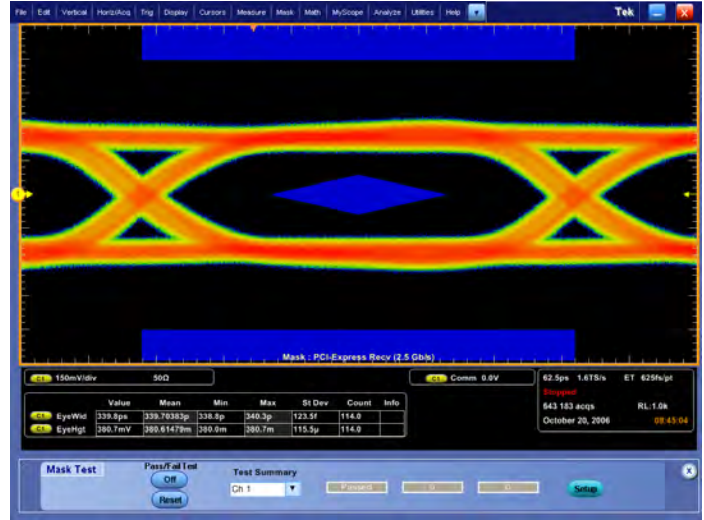 File Edit Vertical Horiz/Acq Trig Display Cursors Measure Mask Math MyScope Analyze Utilities Help Tek
1
Mask : PCI-Express Recv (2.5 Gb/s)
C1 150mV/div 50Ω C1 Comm 0.0V
62.5ps 1.6TS/s ET 625fs/pt
Stopped
643 183 acqs RL:1.0k
October 20, 2006 09:45:04
Value Mean Min Max St Dev Count Info
C1 EyeWid 339.8ps 339.70383p 338.8p 340.3p 123.5f 114.0
C1 EyeHgt 380.7mV 380.61479m 380.0m 380.7m 115.5µ 114.0
Mask Test Pass/Fail Test
Off
Reset
Test Summary
Ch 1
Passed 0 0
Setup